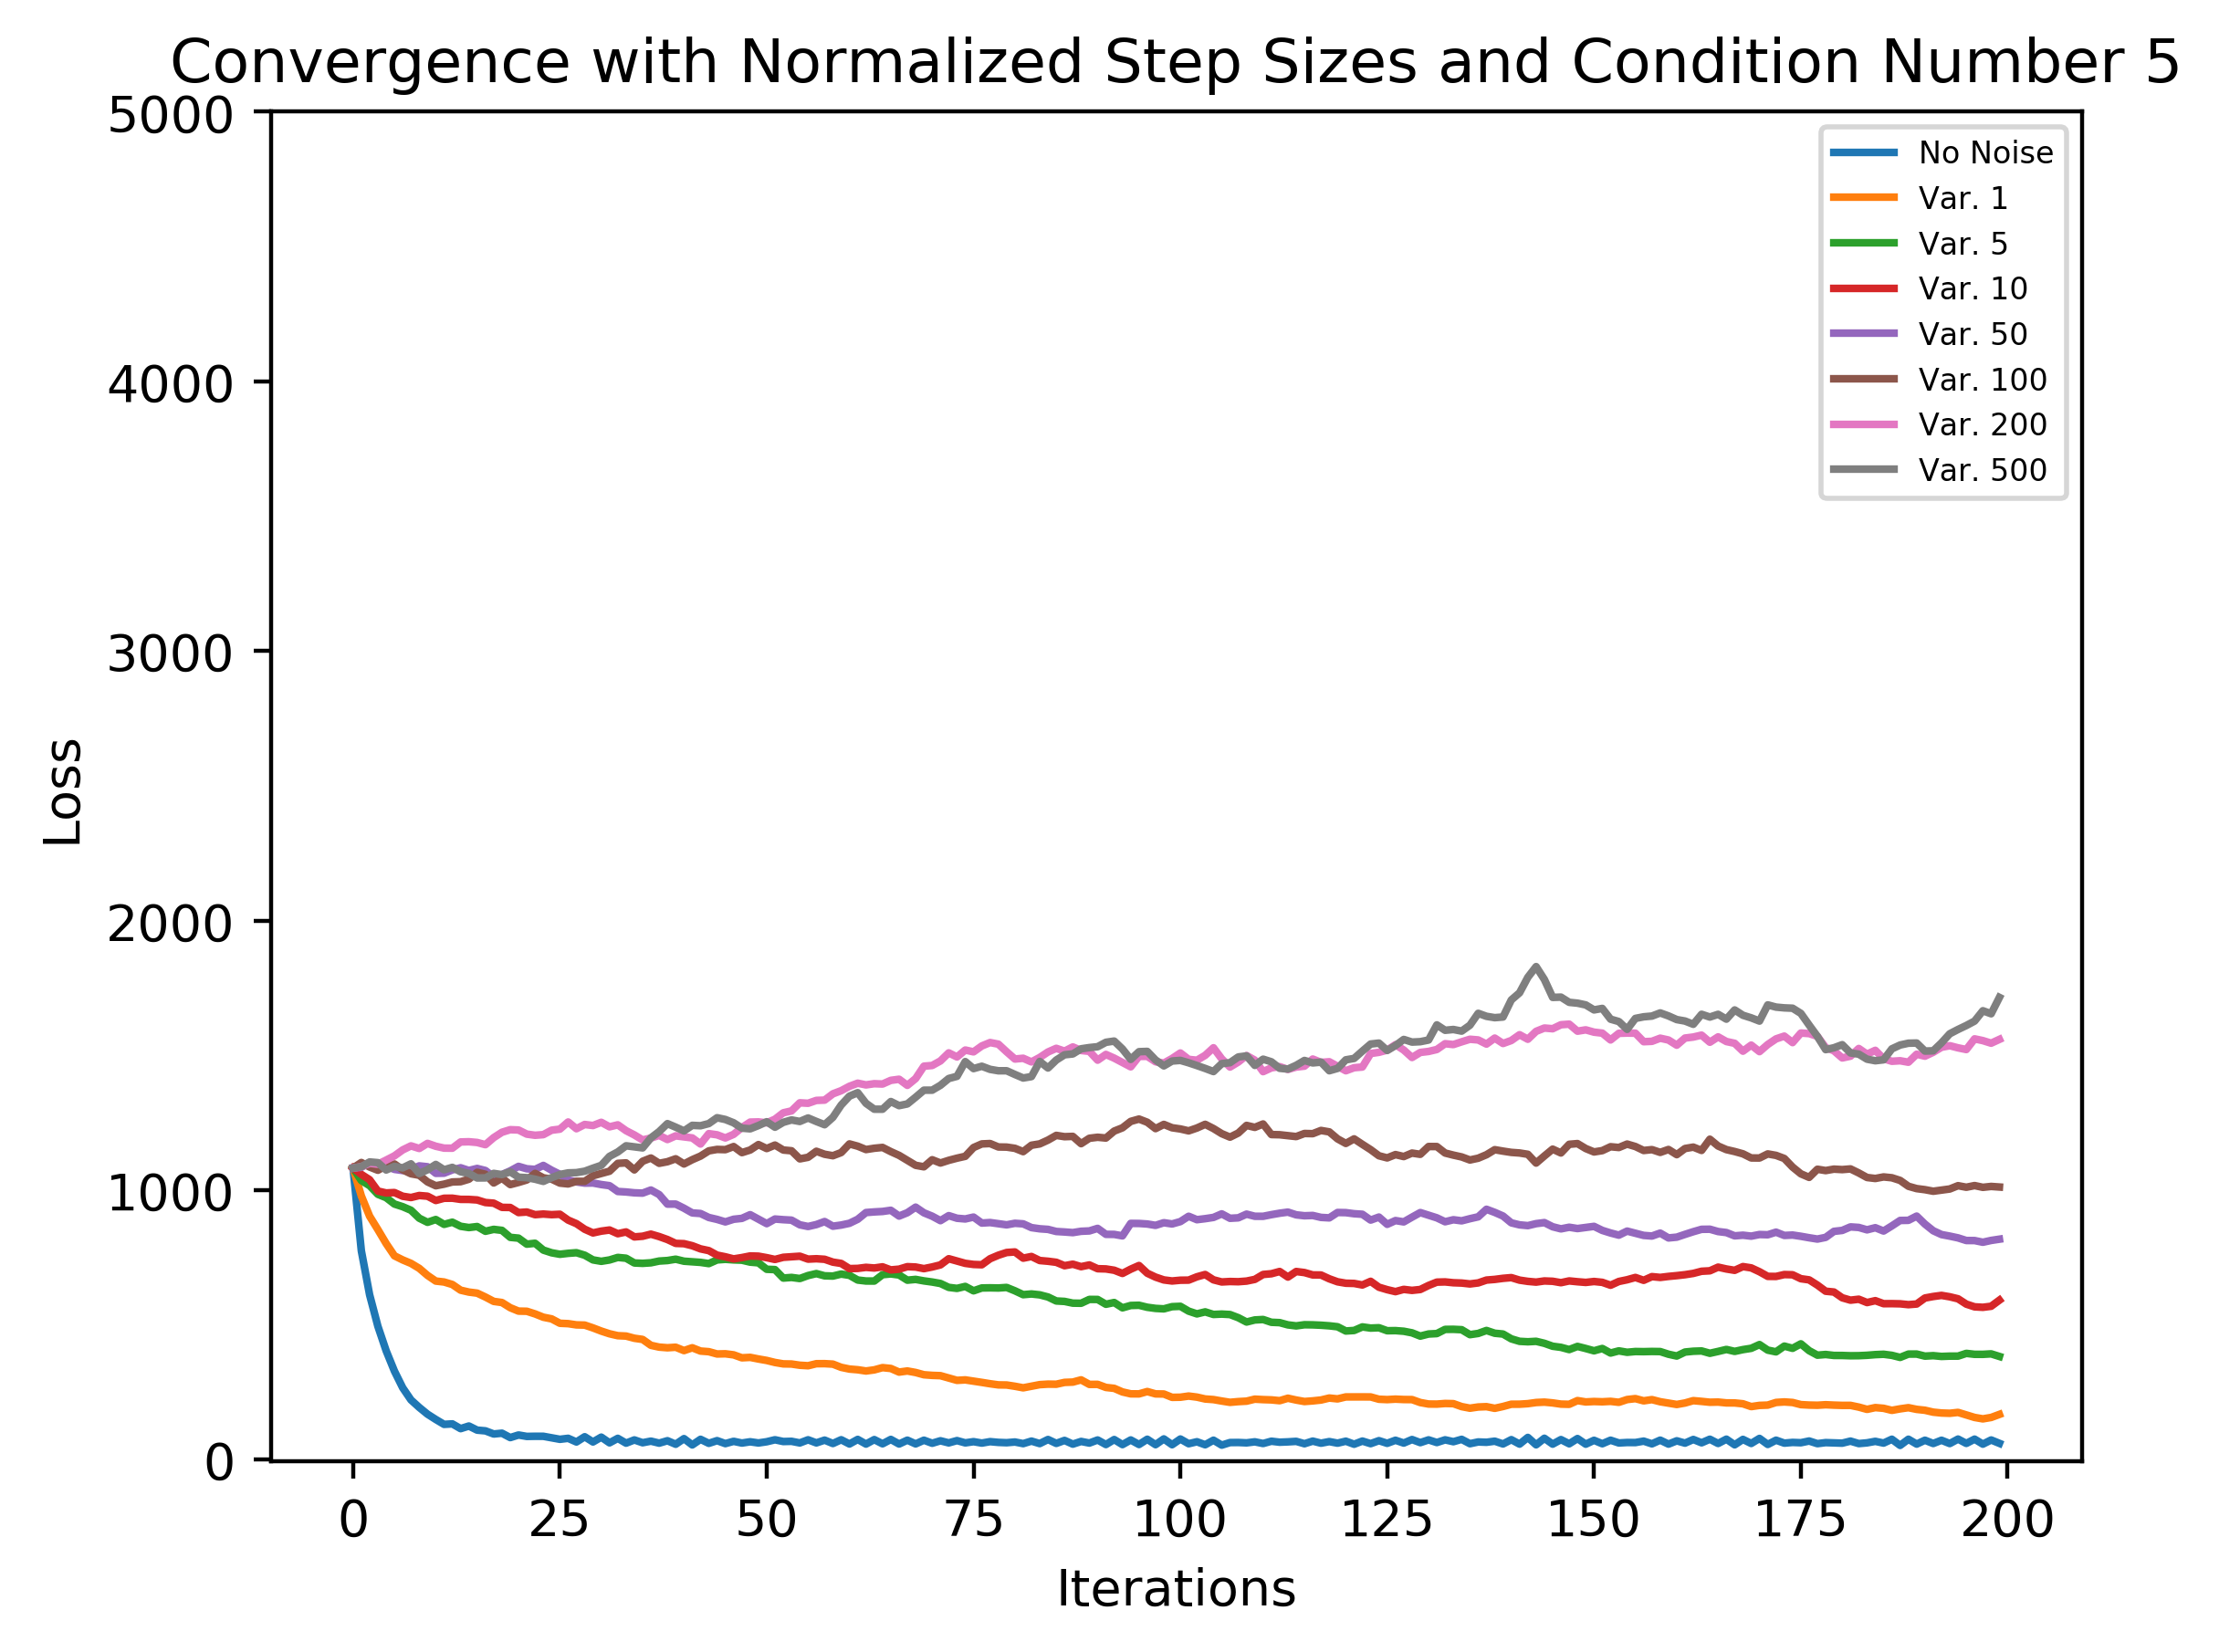 Convergence with Normalized Step Sizes and Condition Number 5
5000
4000
3000
2000
1000
0
Loss
No Noise
Var. 1
Var. 5
Var. 10
Var. 50
Var. 100
Var. 200
Var. 500
0 25 50 75 100 125 150 175 200
Iterations